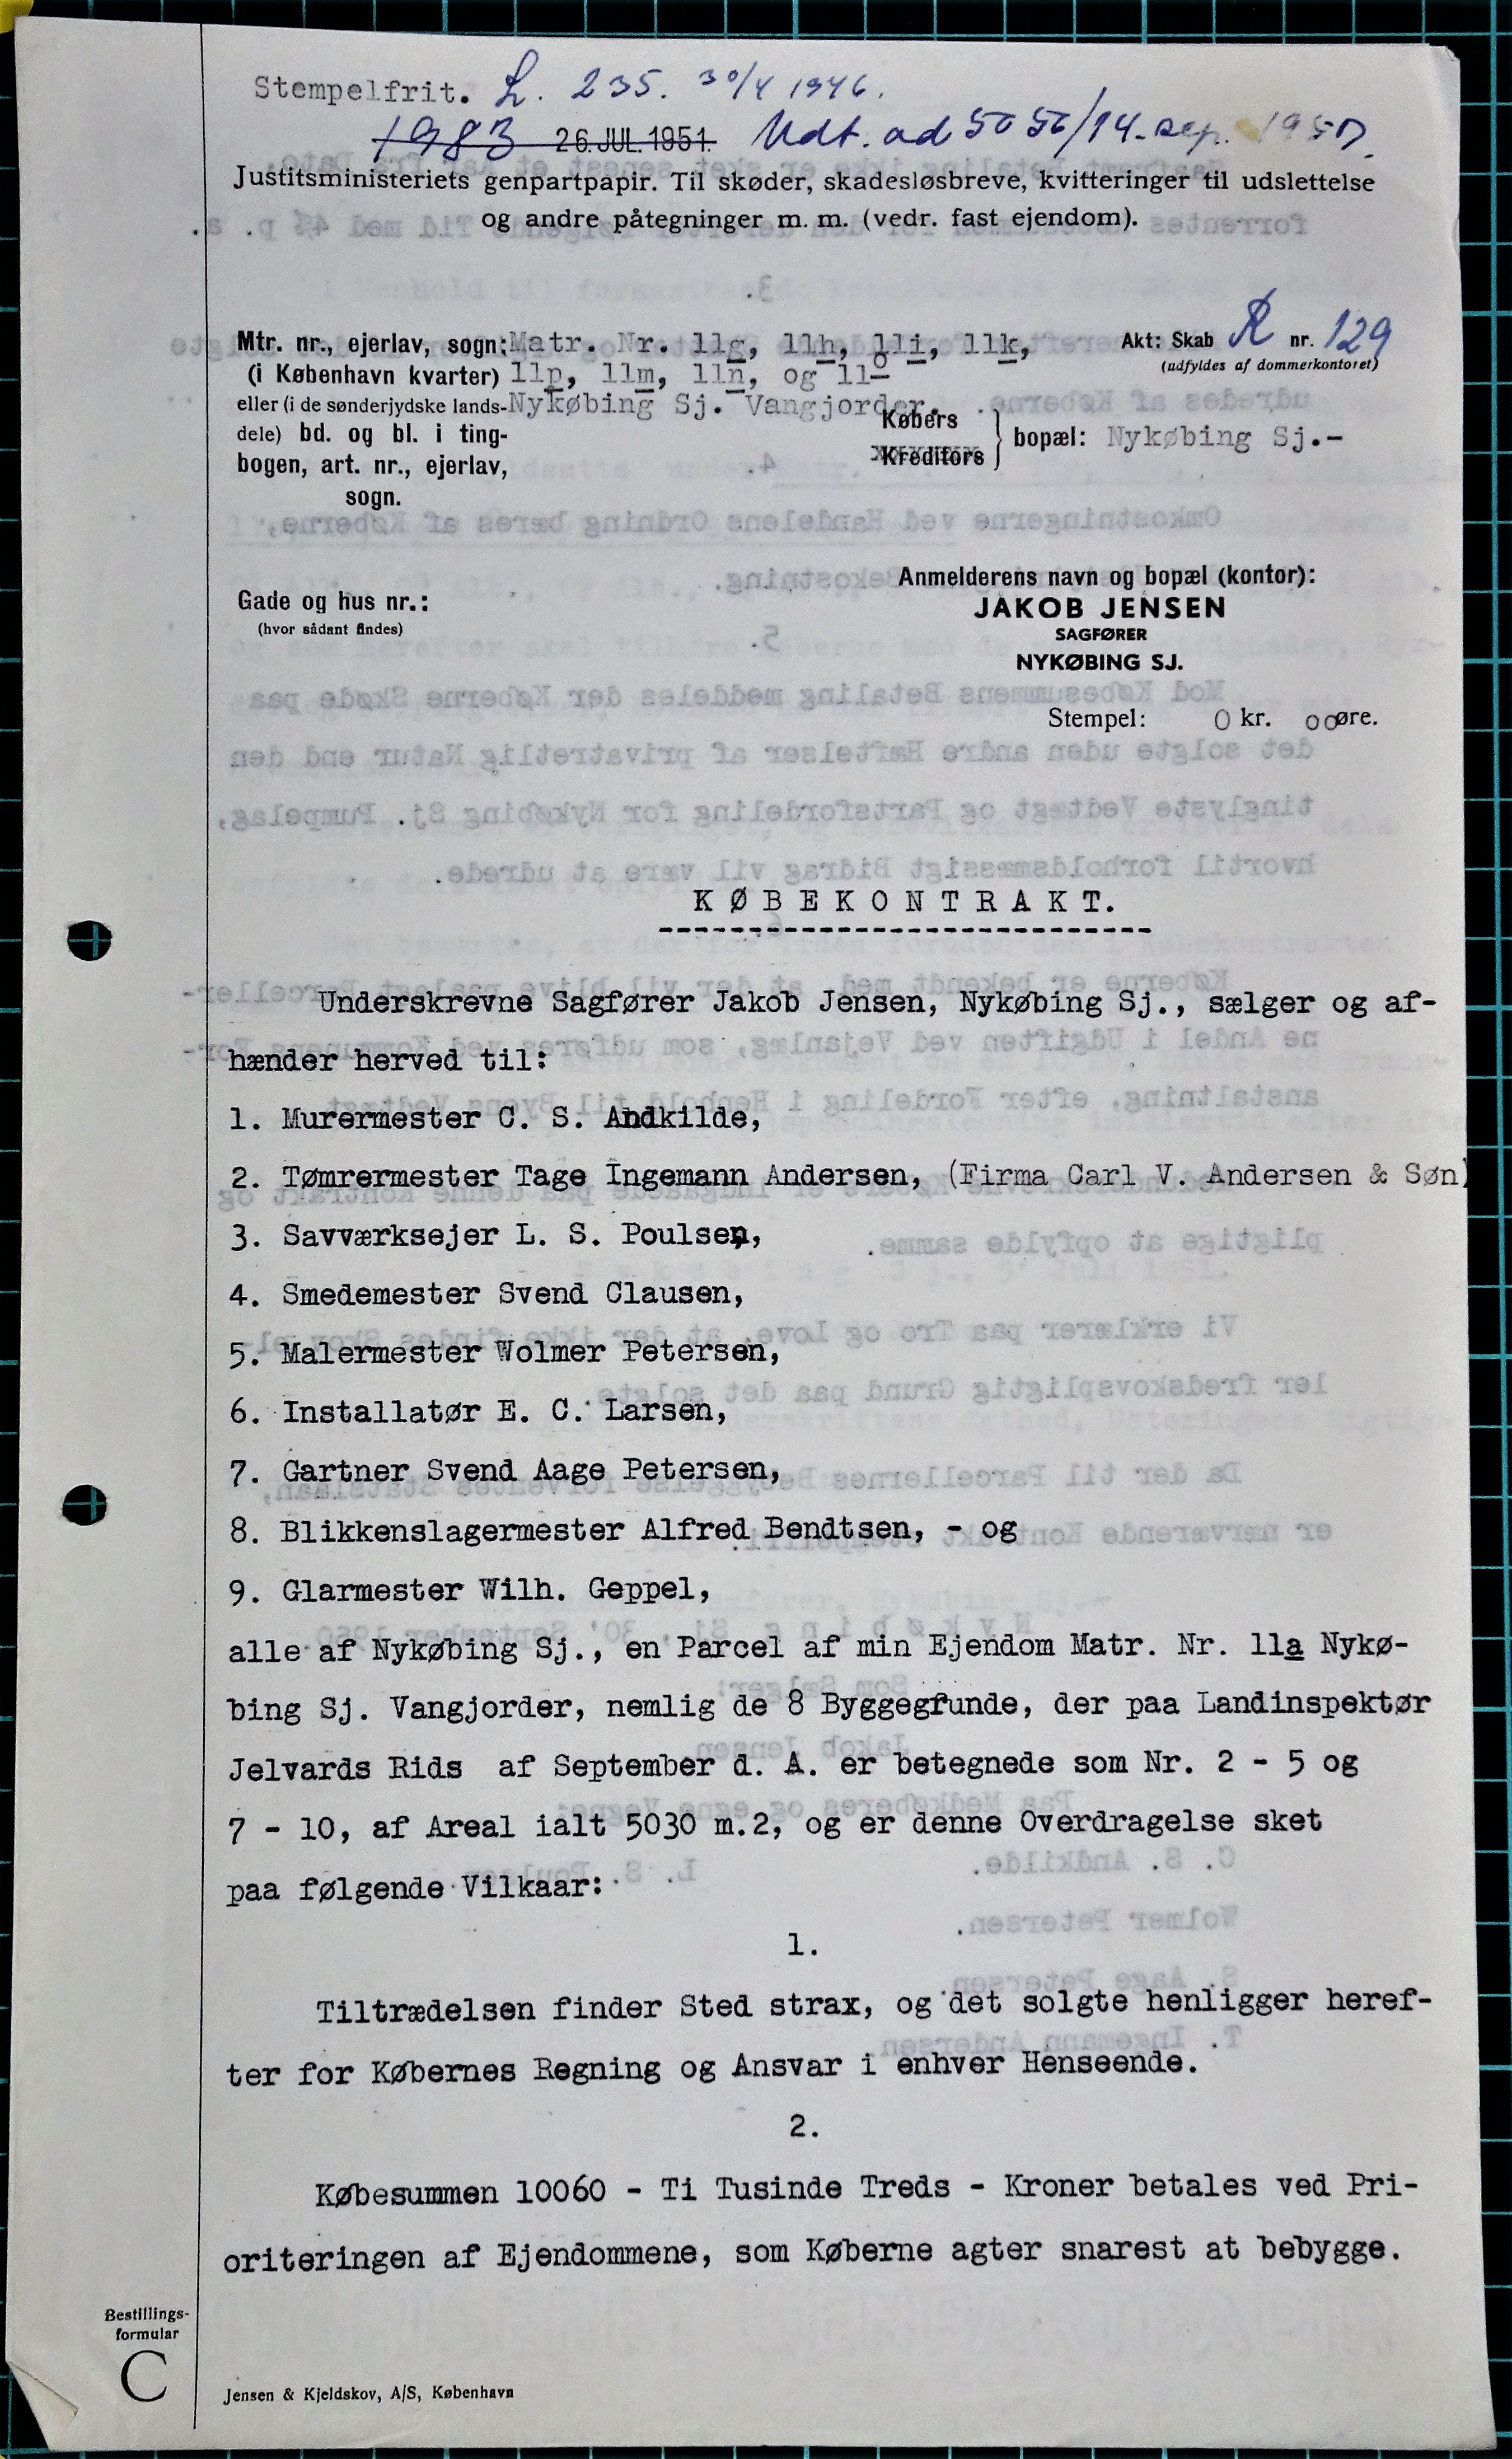 Stempelfrit. L. 235. 30/4 1946.
1983 26.JUL.1951. Udt. ad 5056/14. sep. 1950.
Justitsministeriets genpartpapir. Til skøder, skadesløsbreve, kvitteringer til udslettelse
og andre påtegninger m. m. (vedr. fast ejendom).
Mtr. nr., ejerlav, sogn: Matr. Nr. 11g, 11h, 11i, 11k,
(i København kvarter) 11p, 11m, 11n, og 11o
eller (i de sønderjydske lands- Nykøbing Sj. Vangjorder.
dele) bd. og bl. i ting-
bogen, art. nr., ejerlav,
sogn.
Akt: Skab R nr. 129
(udfyldes af dommerkontoret)
Købers
Kreditors
bopæl: Nykøbing Sj.-
Gade og hus nr.:
(hvor sådant findes)
Anmelderens navn og bopæl (kontor):
JAKOB JENSEN
SAGFØRER
NYKØBING SJ.
Stempel: 0 kr. 00 øre.
KØBEKONTRAKT.
Underskrevne Sagfører Jakob Jensen, Nykøbing Sj., sælger og af-
hænder herved til:
1. Murermester C. S. Andkilde,
2. Tømrermester Tage Ingemann Andersen, (Firma Carl V. Andersen & Søn)
3. Savværksejer L. S. Poulsen,
4. Smedemester Svend Clausen,
5. Malermester Wolmer Petersen,
6. Installatør E. C. Larsen,
7. Gartner Svend Aage Petersen,
8. Blikkenslagermester Alfred Bendtsen, - og
9. Glarmester Wilh. Geppel,
alle af Nykøbing Sj., en Parcel af min Ejendom Matr. Nr. 11a Nykø-
bing Sj. Vangjorder, nemlig de 8 Byggegrunde, der paa Landinspektør
Jelvards Rids af September d. A. er betegnede som Nr. 2 - 5 og
7 - 10, af Areal ialt 5030 m.2, og er denne Overdragelse sket
paa følgende Vilkaar:
1.
Tiltrædelsen finder Sted strax, og det solgte henligger heref-
ter for Købernes Regning og Ansvar i enhver Henseende.
2.
Købesummen 10060 - Ti Tusinde Treds - Kroner betales ved Pri-
oriteringen af Ejendommene, som Køberne agter snarest at bebygge.
Bestillings-
formular
C
Jensen & Kjeldskov, A/S, København